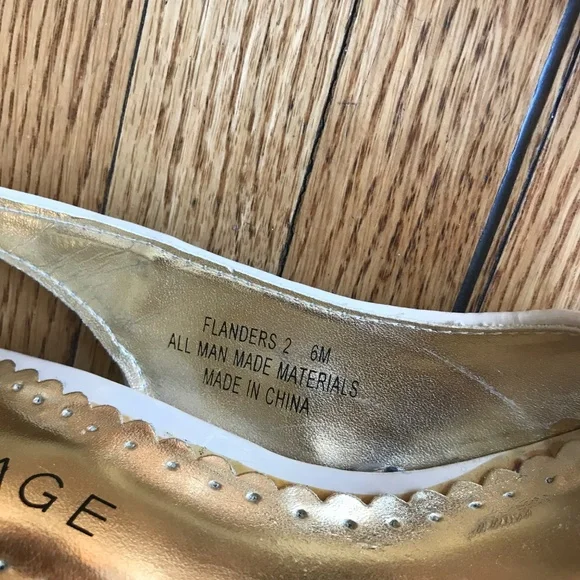 FLANDERS 2 6M
ALL MAN MADE MATERIALS
MADE IN CHINA
AGE